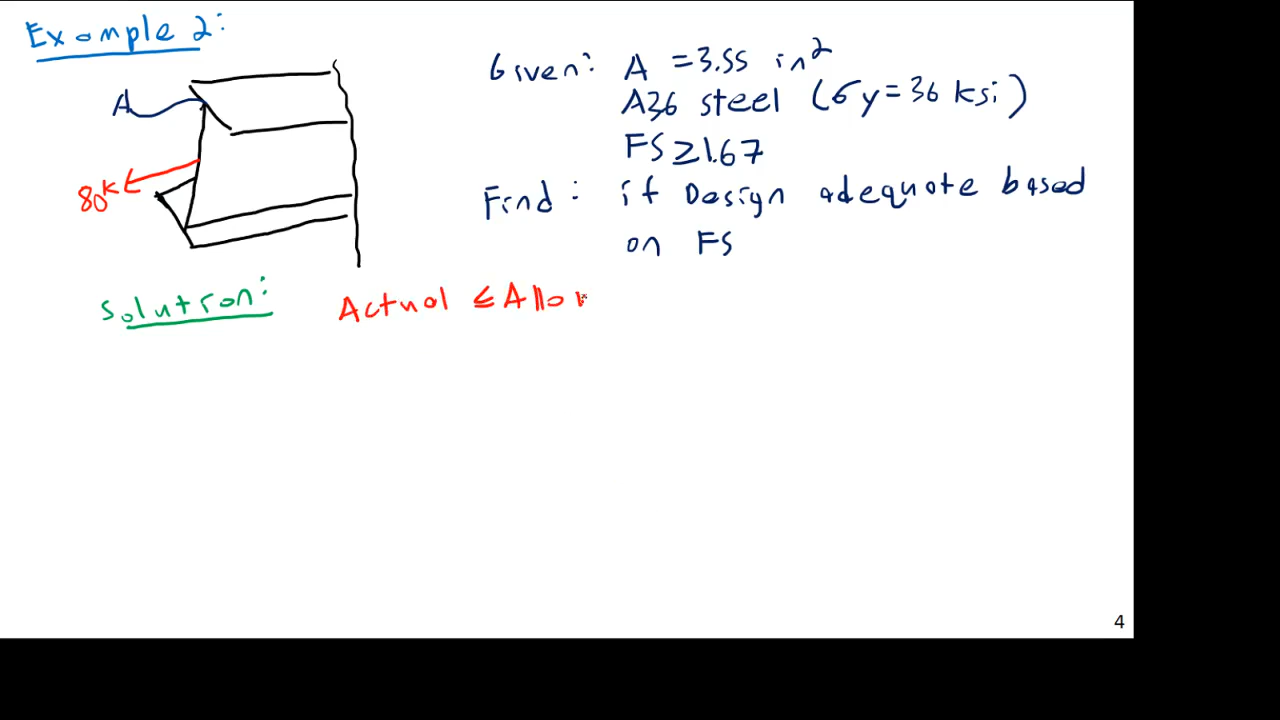 Example 2:
Given: A = 3.55 in²
A
A36 steel (σy = 36 ksi)
FS ≥ 1.67
80K
Find: if Design adequate based
on FS
Solution: Actual ≤ Allow
4